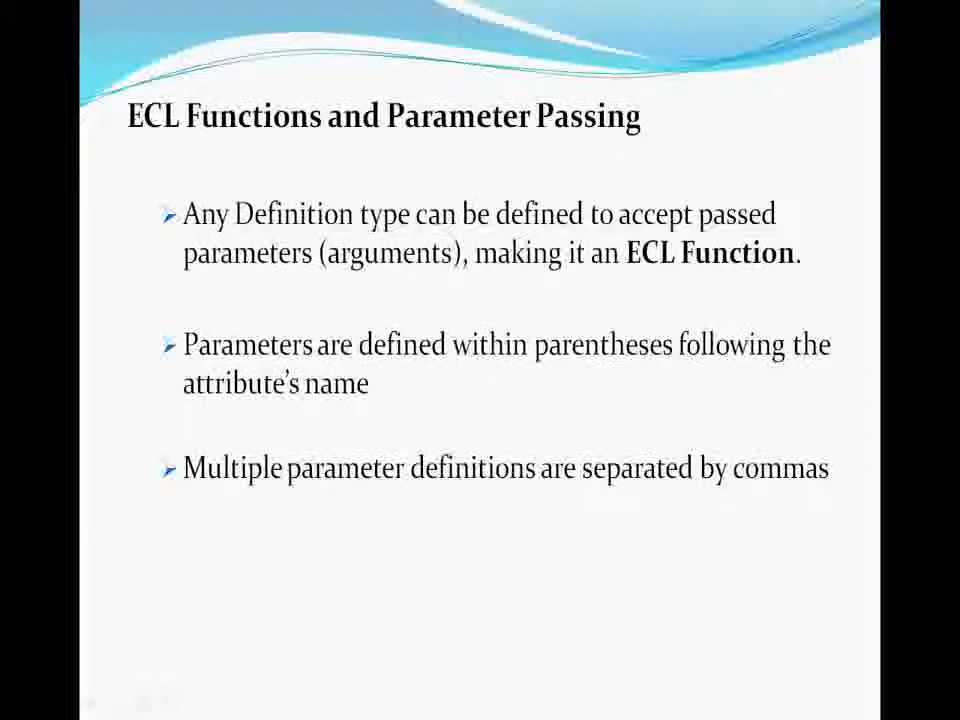 ECL Functions and Parameter Passing
Any Definition type can be defined to accept passed
parameters (arguments), making it an ECL Function.
Parameters are defined within parentheses following the
attribute's name
Multiple parameter definitions are separated by commas